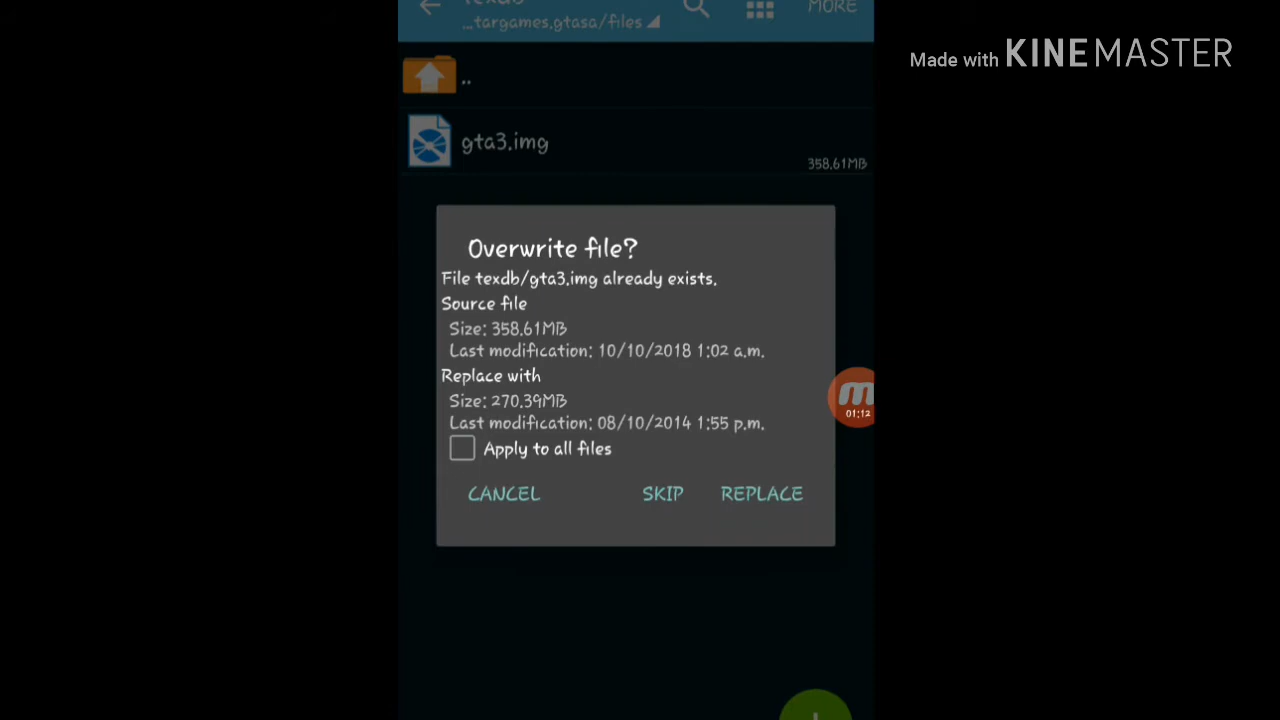 texdb
MORE
...targames.gtasa/files
Made with KINEMASTER
..
gta3.img
358.61MB
Overwrite file?
File texdb/gta3.img already exists.
Source file
Size: 358.61MB
Last modification: 10/10/2018 1:02 a.m.
Replace with
Size: 270.39MB
Last modification: 08/10/2014 1:55 p.m.
Apply to all files
CANCEL
SKIP
REPLACE
01:12